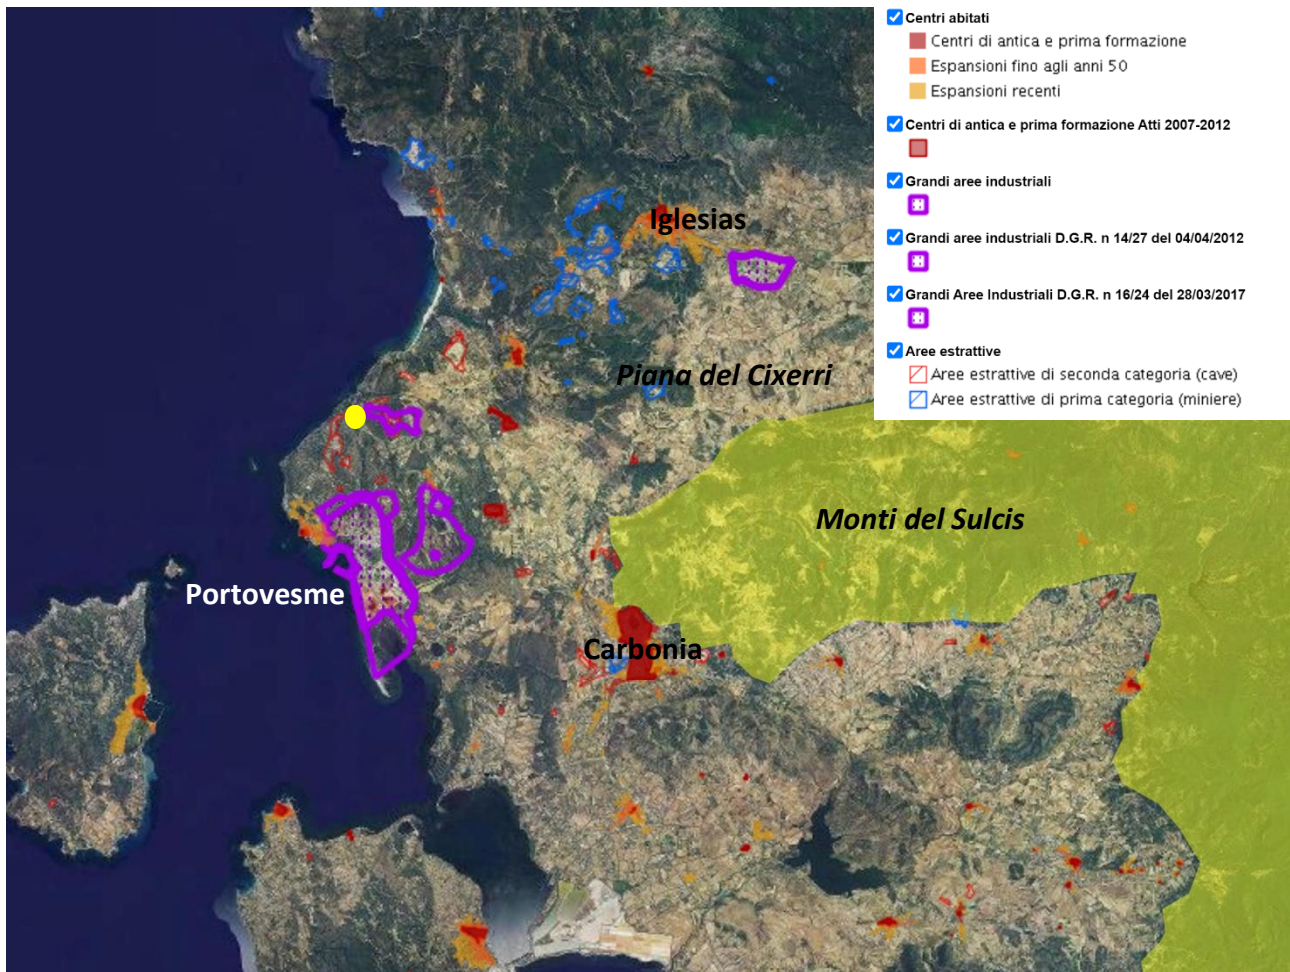 Centri abitati
Centri di antica e prima formazione
Espansioni fino agli anni 50
Espansioni recenti
Centri di antica e prima formazione Atti 2007-2012
Grandi aree industriali
Grandi aree industriali D.G.R. n 14/27 del 04/04/2012
Grandi Aree Industriali D.G.R. n 16/24 del 28/03/2017
Aree estrattive
Aree estrattive di seconda categoria (cave)
Aree estrattive di prima categoria (miniere)
Iglesias
Piana del Cixerri
Monti del Sulcis
Portovesme
Carbonia